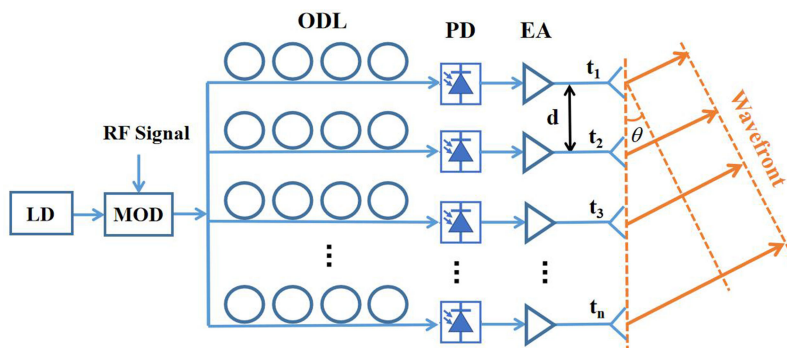 ODL
PD
EA
t1
d
t2
θ
Wavefront
RF Signal
LD
MOD
t3
...
...
...
tn